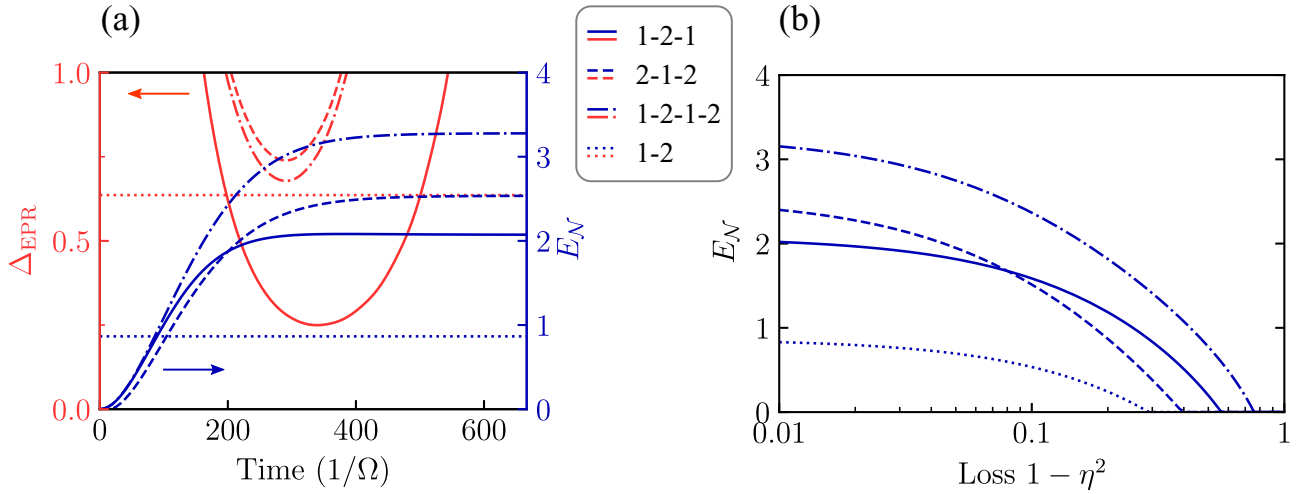 (a)
1-2-1
2-1-2
1-2-1-2
1-2
(b)
1.0
0.5
0.0
Δ_EPR
4
3
2
1
0
E_𝒩
0 200 400 600
Time (1/Ω)
4
3
2
1
0
E_𝒩
0.01 0.1 1
Loss 1 − η²